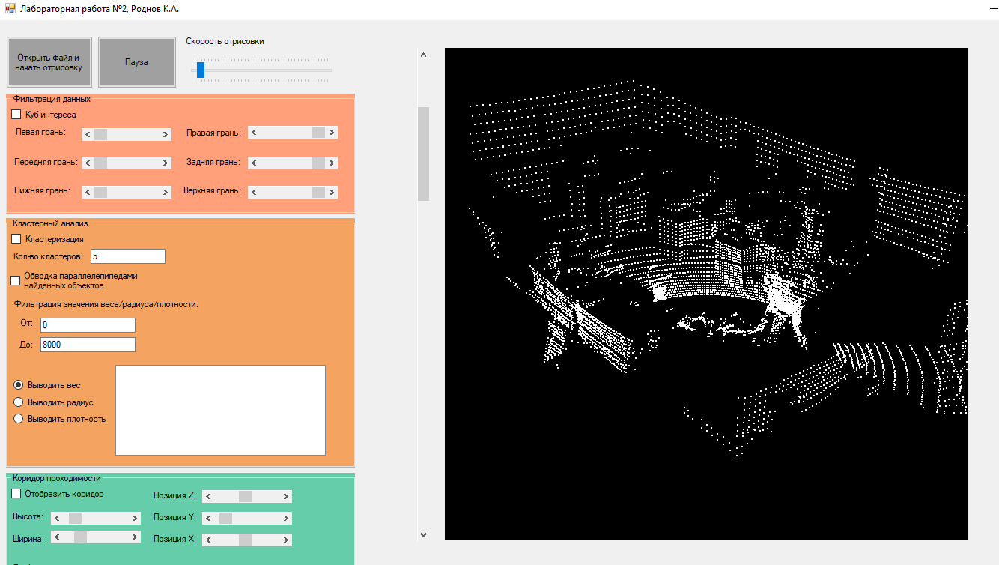 Лабораторная работа №2, Роднов К.А.
Открыть файл и
начать отрисовку
Пауза
Скорость отрисовки
Фильтрация данных
Куб интереса
Левая грань:
Правая грань:
Передняя грань:
Задняя грань:
Нижняя грань:
Верхняя грань:
Кластерный анализ
Кластеризация
Кол-во кластеров:
5
Обводка параллелепипедами
найденных объектов
Фильтрация значения веса/радиуса/плотности:
От:
0
До:
8000
Выводить вес
Выводить радиус
Выводить плотность
Коридор проходимости
Отобразить коридор
Позиция Z:
Высота:
Позиция Y:
Ширина:
Позиция X: